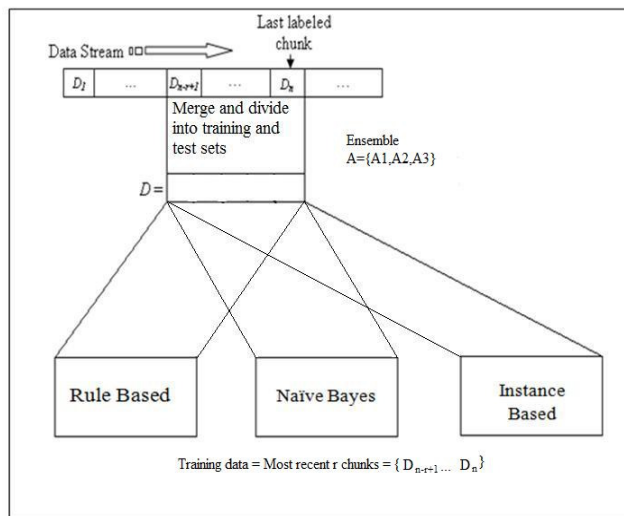 Last labeled
chunk
Data Stream
D1 ... Dn-r+1 ... Dn ...
Merge and divide
into training and
test sets
Ensemble
A={A1,A2,A3}
D=
Rule Based
Naïve Bayes
Instance
Based
Training data = Most recent r chunks = { Dn-r+1 ... Dn}